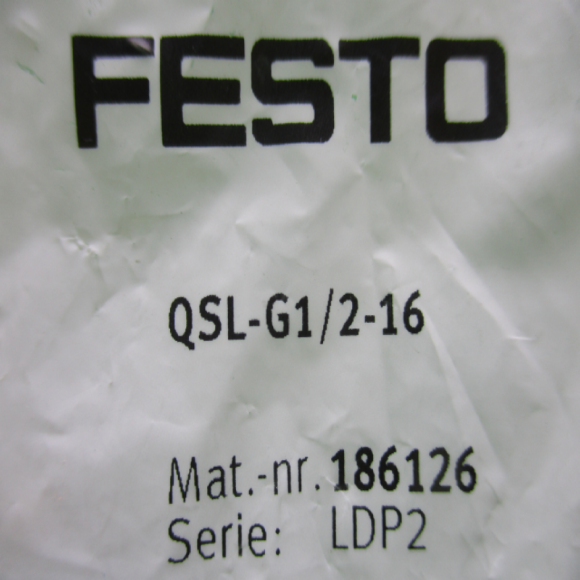 FESTO
QSL-G1/2-16
Mat.-nr. 186126
Serie: LDP2